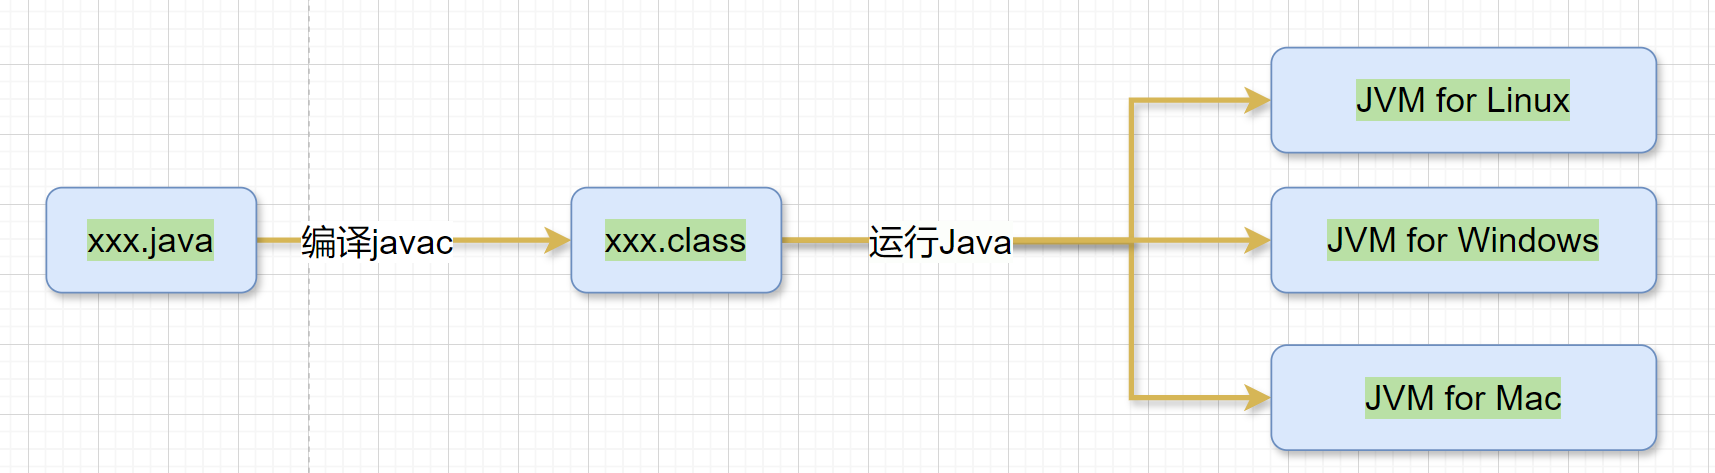 xxx.java
编译javac
xxx.class
运行Java
JVM for Linux
JVM for Windows
JVM for Mac